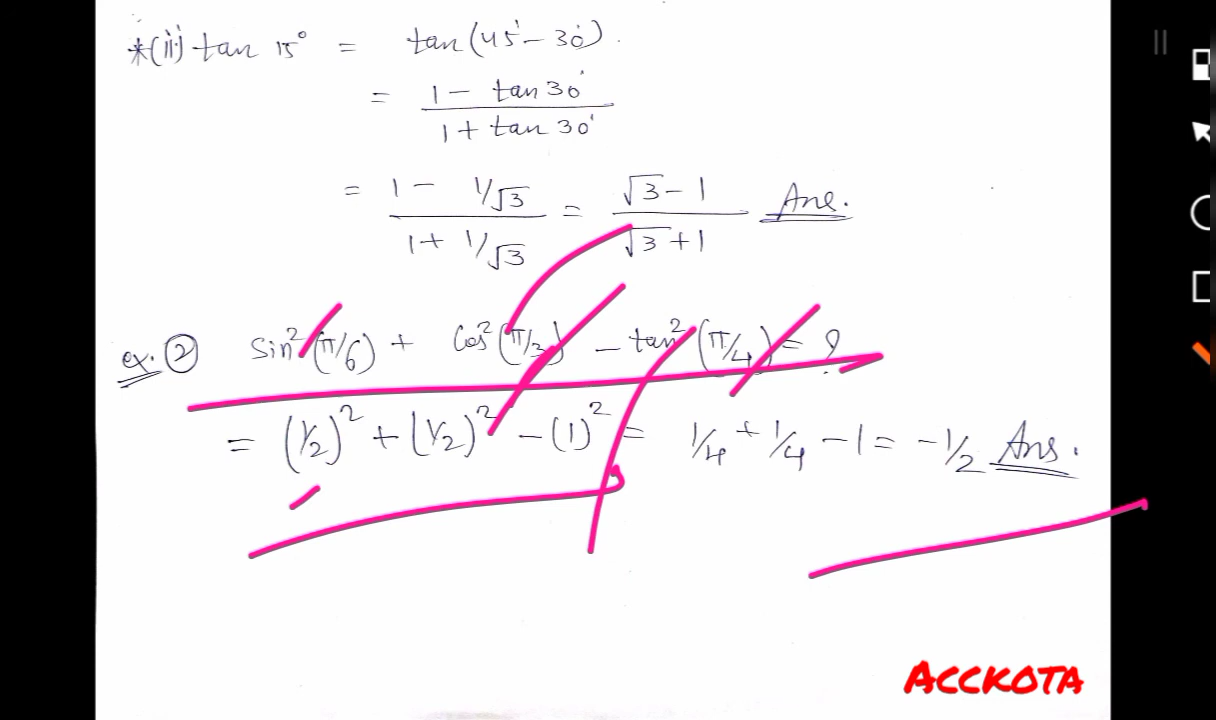 *(ii) tan 15° = tan(45° - 30°).
= (1 - tan 30°)/(1 + tan 30°)
= (1 - 1/√3)/(1 + 1/√3) = (√3 - 1)/(√3 + 1) Ans.
ex. ② Sin²(π/6) + Cos²(π/3) - tan²(π/4) = ?
= (1/2)² + (1/2)² - (1)² = 1/4 + 1/4 - 1 = -1/2 Ans.
ACCKOTA